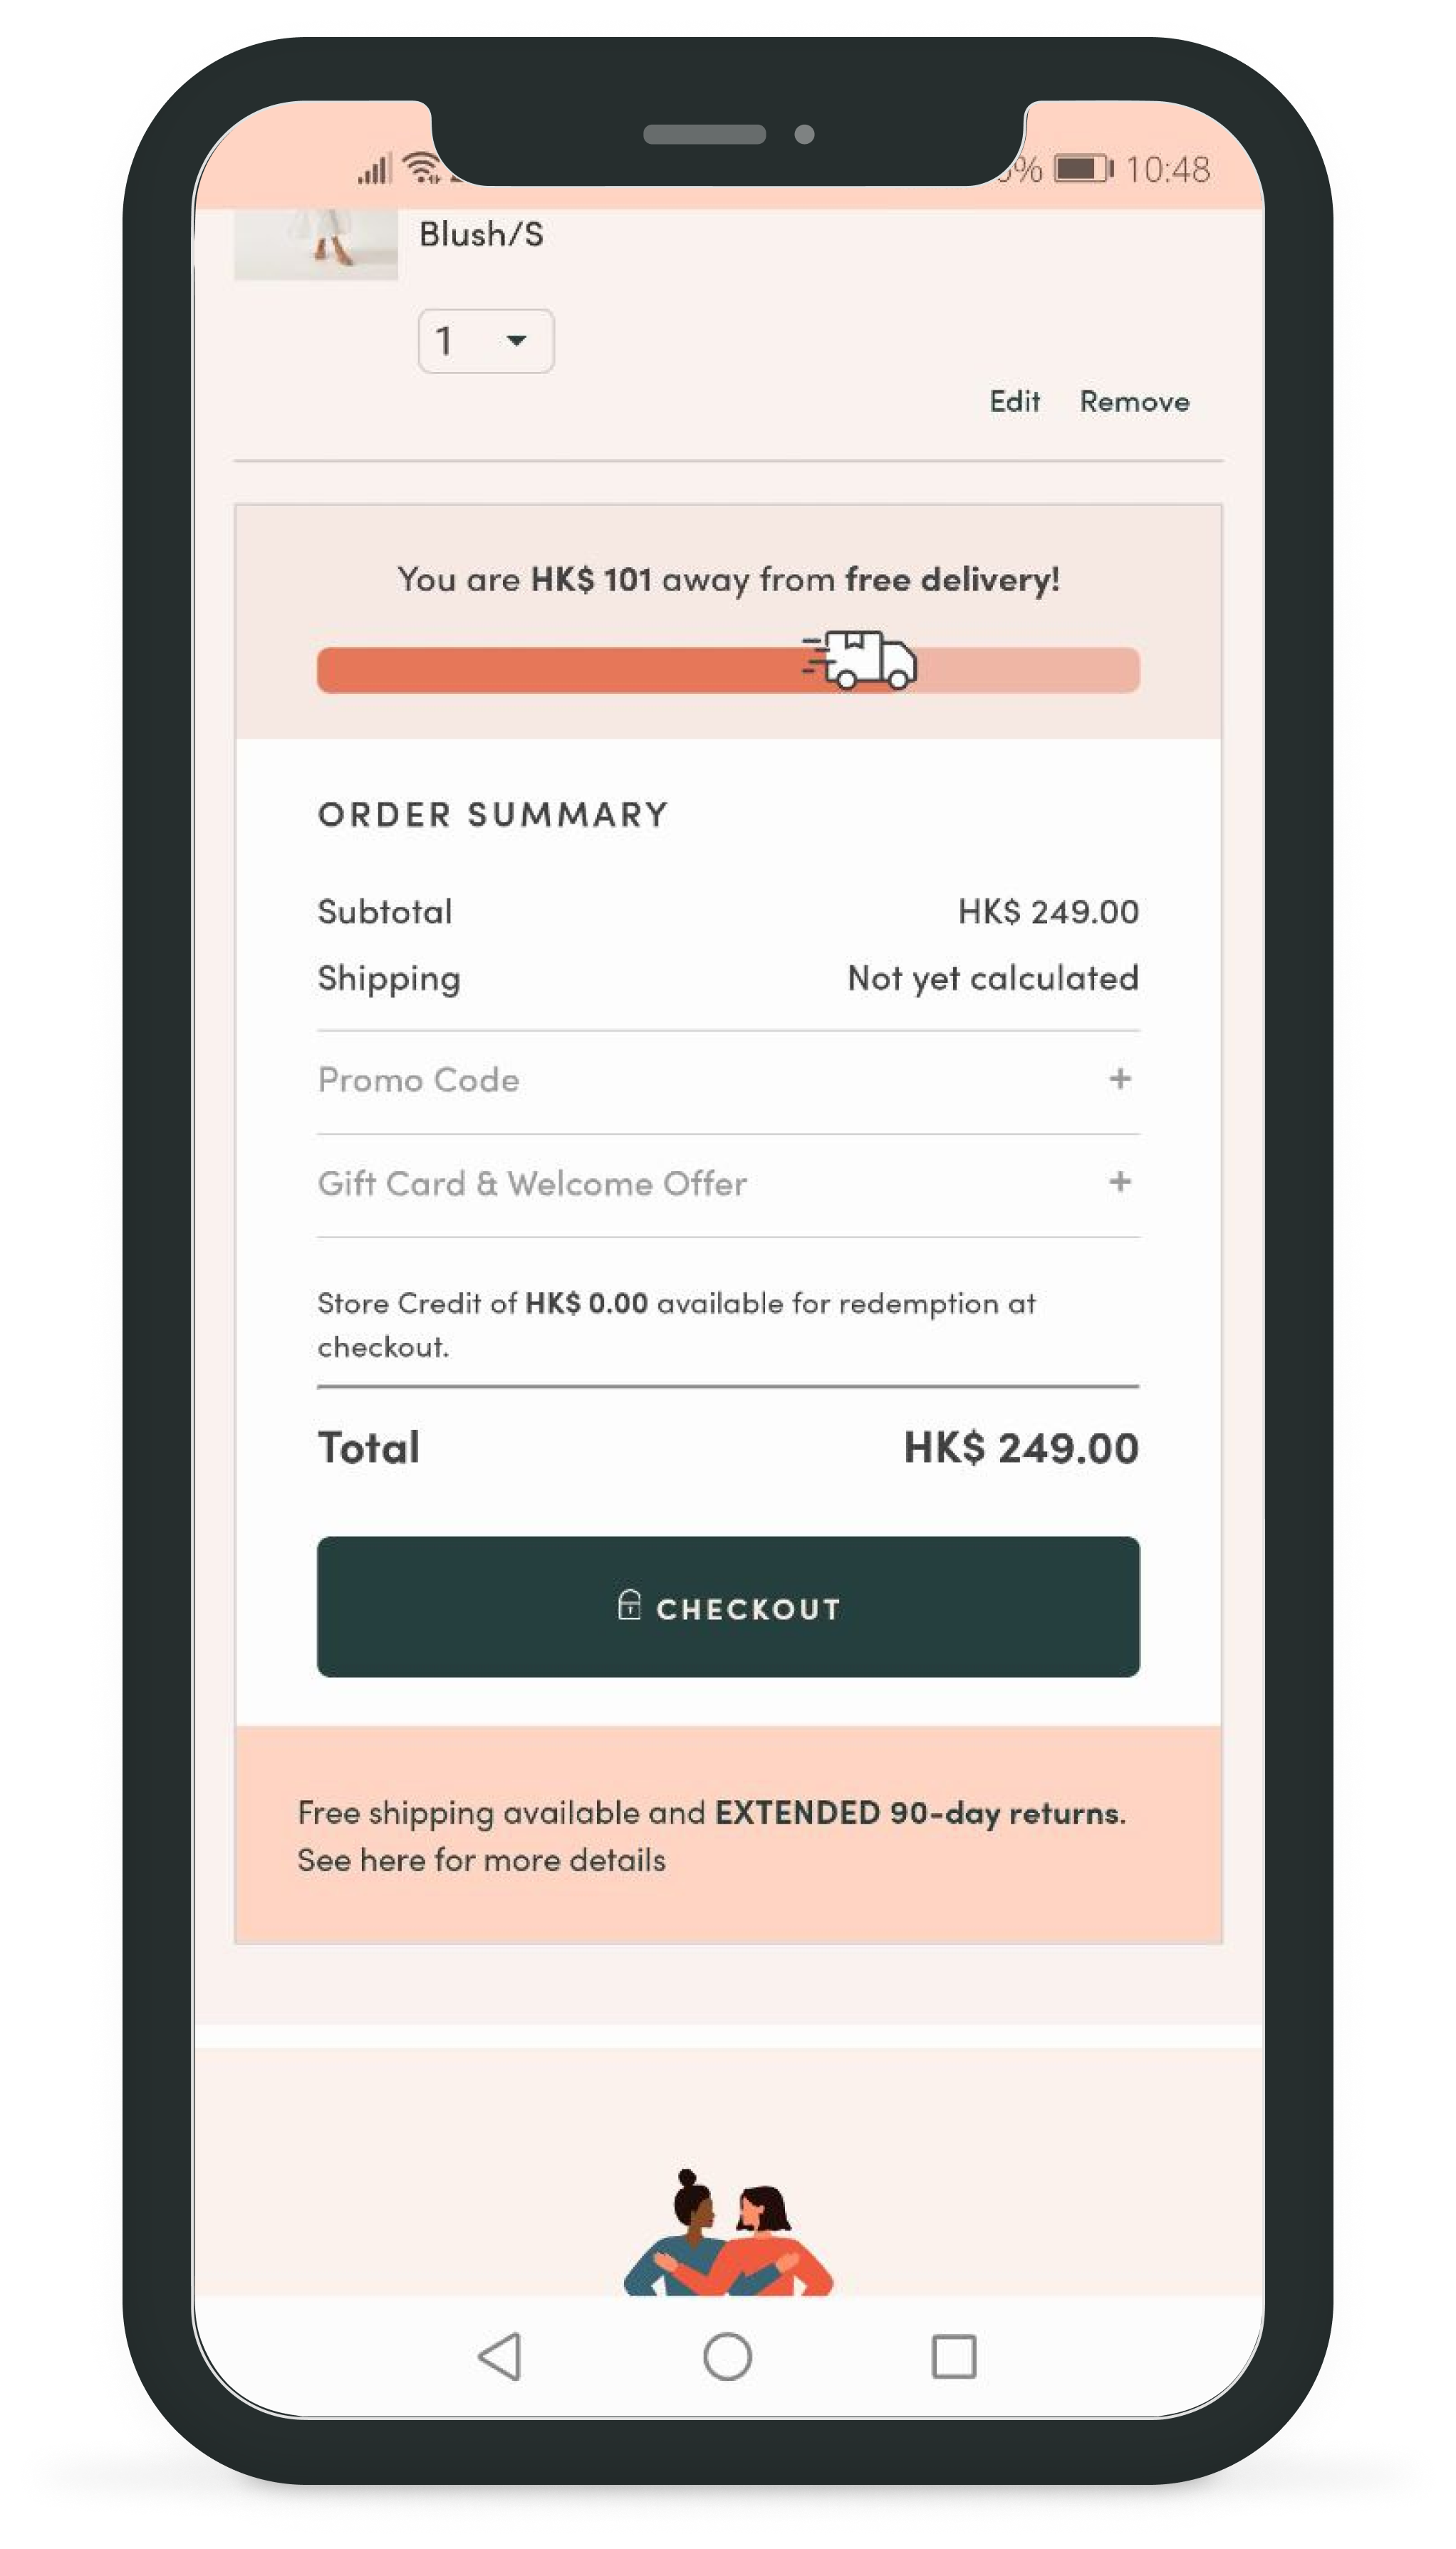 10:48
Blush/S
1
Edit Remove
You are HK$ 101 away from free delivery!
ORDER SUMMARY
Subtotal HK$ 249.00
Shipping Not yet calculated
Promo Code +
Gift Card & Welcome Offer +
Store Credit of HK$ 0.00 available for redemption at
checkout.
Total HK$ 249.00
CHECKOUT
Free shipping available and EXTENDED 90-day returns.
See here for more details